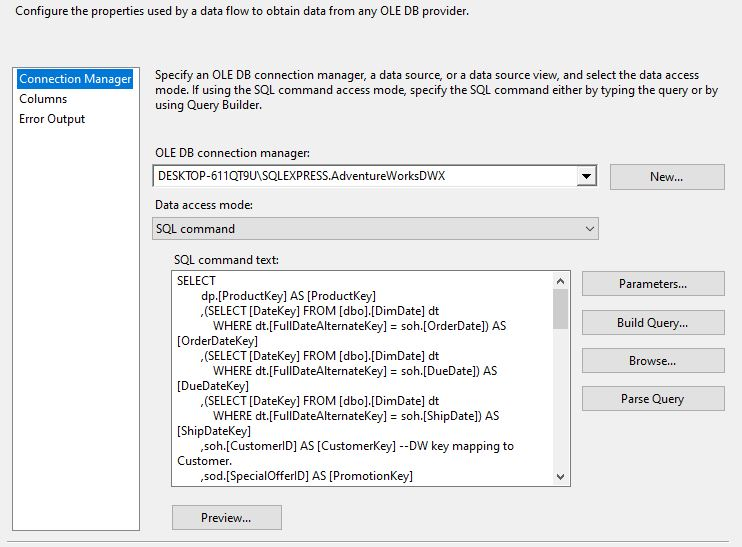 Configure the properties used by a data flow to obtain data from any OLE DB provider.
Connection Manager
Columns
Error Output
Specify an OLE DB connection manager, a data source, or a data source view, and select the data access
mode. If using the SQL command access mode, specify the SQL command either by typing the query or by
using Query Builder.
OLE DB connection manager:
DESKTOP-611QT9U\SQLEXPRESS.AdventureWorksDWX
New...
Data access mode:
SQL command
SQL command text:
SELECT
dp.[ProductKey] AS [ProductKey]
,(SELECT [DateKey] FROM [dbo].[DimDate] dt
WHERE dt.[FullDateAlternateKey] = soh.[OrderDate]) AS
[OrderDateKey]
,(SELECT [DateKey] FROM [dbo].[DimDate] dt
WHERE dt.[FullDateAlternateKey] = soh.[DueDate]) AS
[DueDateKey]
,(SELECT [DateKey] FROM [dbo].[DimDate] dt
WHERE dt.[FullDateAlternateKey] = soh.[ShipDate]) AS
[ShipDateKey]
,soh.[CustomerID] AS [CustomerKey] --DW key mapping to
Customer.
,sod.[SpecialOfferID] AS [PromotionKey]
Parameters...
Build Query...
Browse...
Parse Query
Preview...